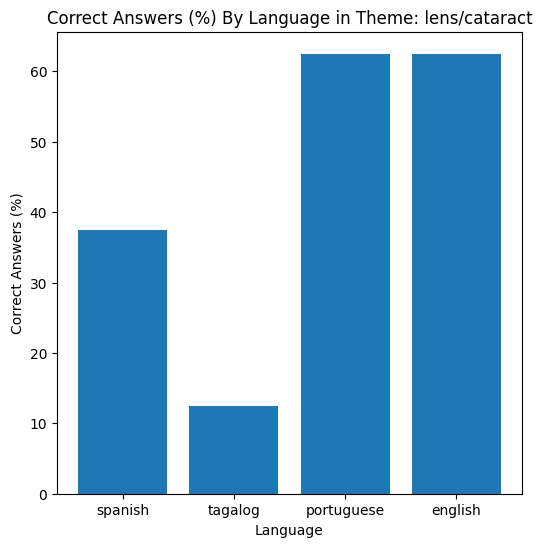 Correct Answers (%) By Language in Theme: lens/cataract
Correct Answers (%)
60
50
40
30
20
10
0
spanish tagalog portuguese english
Language